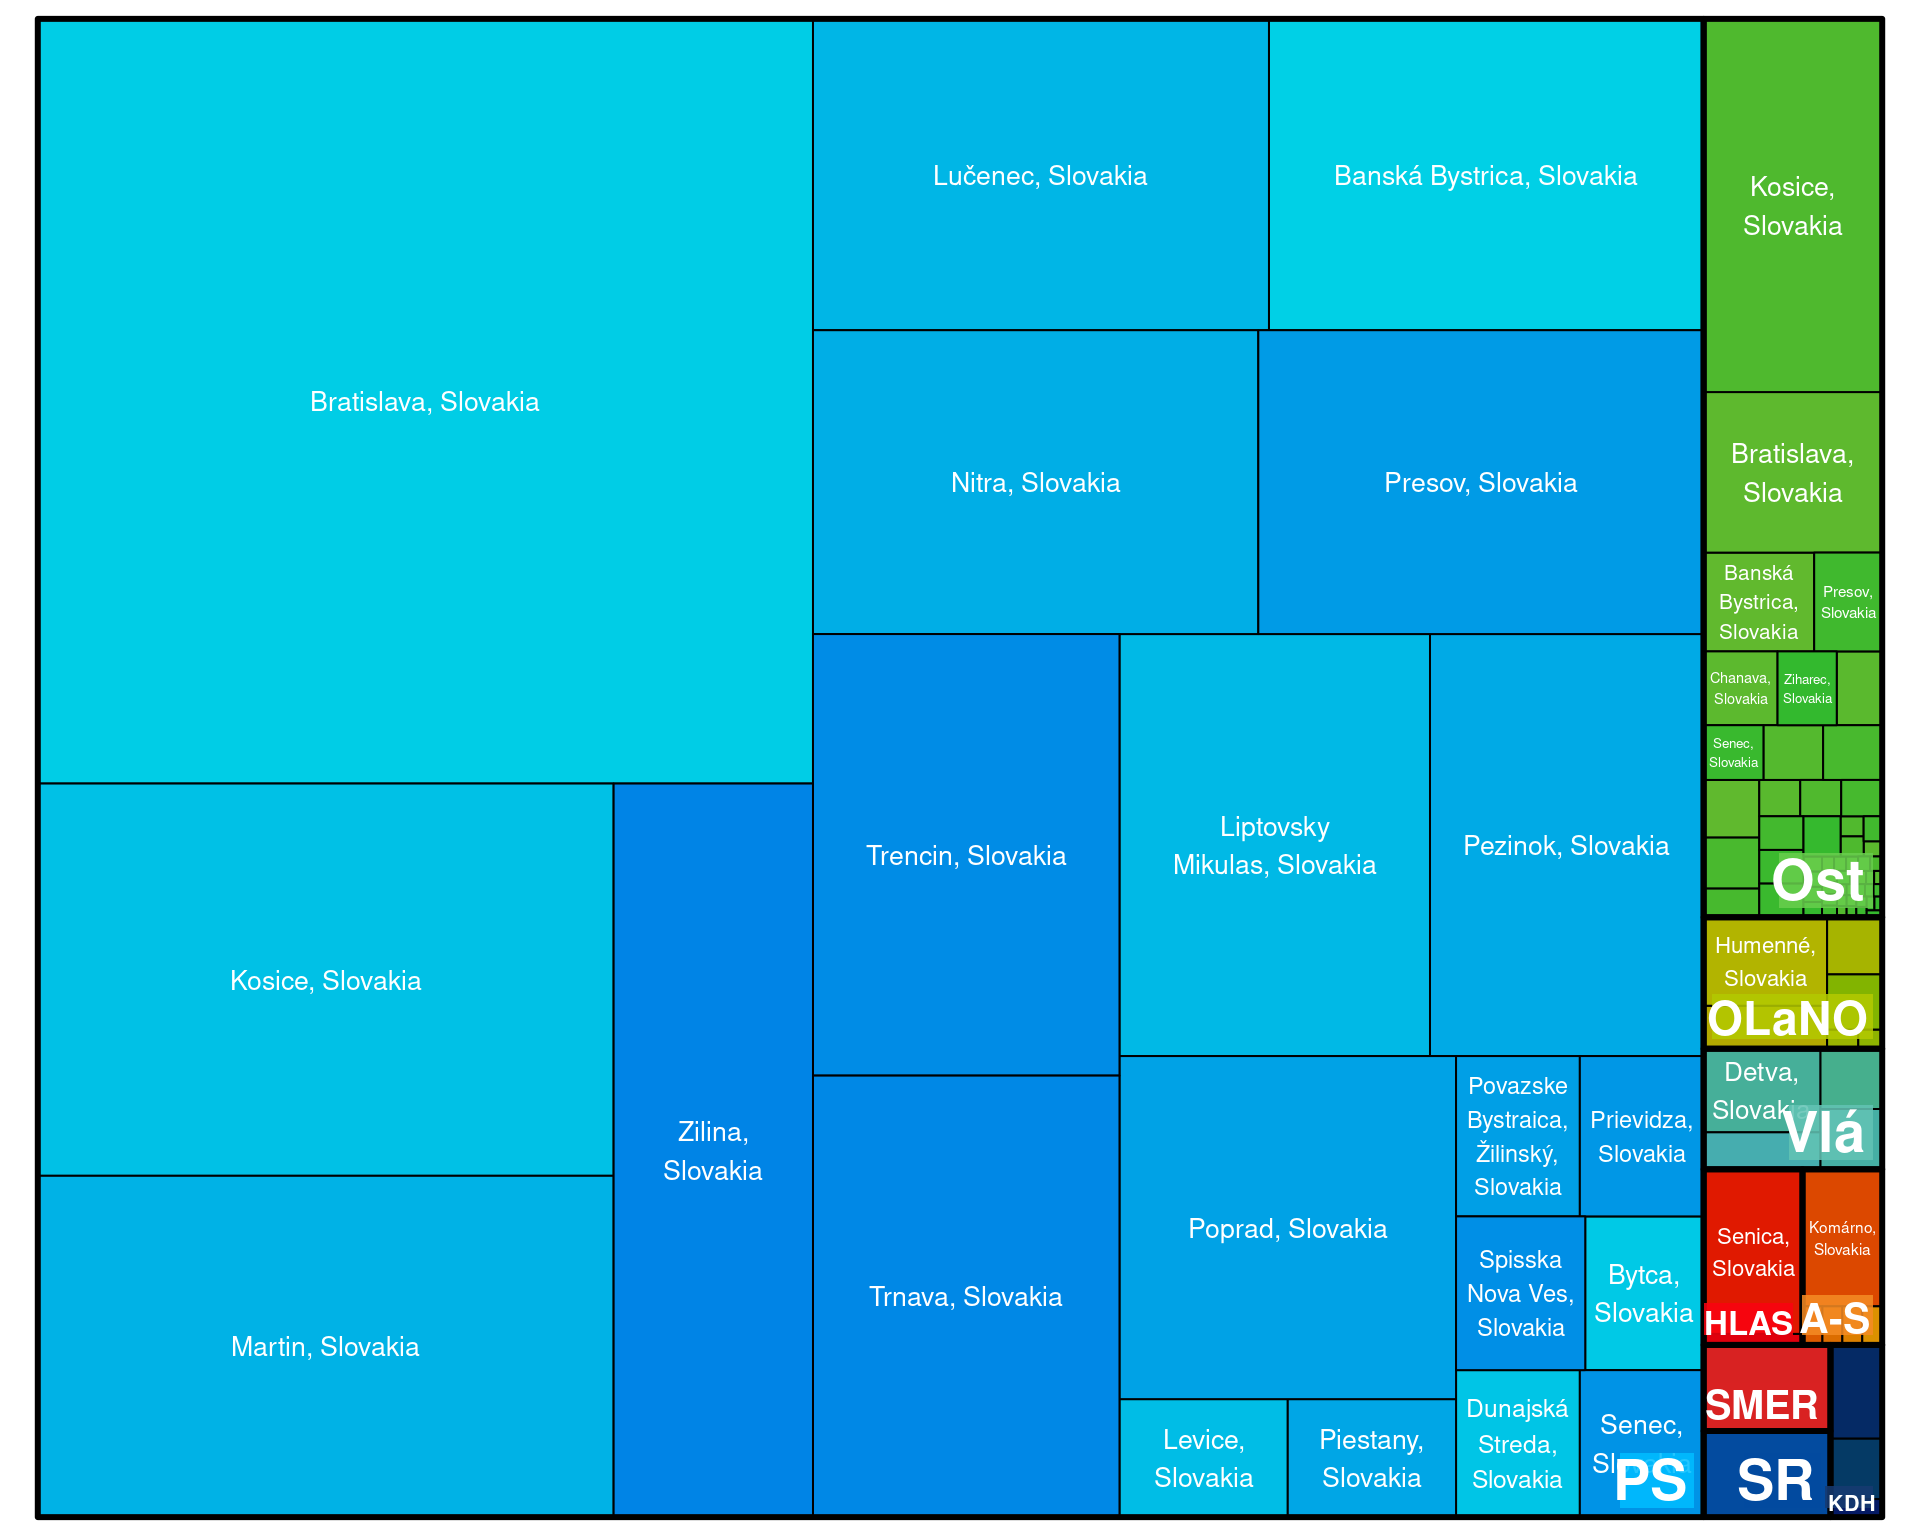 Bratislava, Slovakia
Lučenec, Slovakia
Banská Bystrica, Slovakia
Nitra, Slovakia
Presov, Slovakia
Kosice, Slovakia
Martin, Slovakia
Zilina,
Slovakia
Trencin, Slovakia
Trnava, Slovakia
Liptovsky
Mikulas, Slovakia
Pezinok, Slovakia
Poprad, Slovakia
Levice,
Slovakia
Piestany,
Slovakia
Povazske
Bystraica,
Žilinský,
Slovakia
Prievidza,
Slovakia
Spisska
Nova Ves,
Slovakia
Bytca,
Slovakia
Dunajská
Streda,
Slovakia
Senec,
Slovakia
PS
Kosice,
Slovakia
Bratislava,
Slovakia
Banská
Bystrica,
Slovakia
Presov,
Slovakia
Chanava,
Slovakia
Ziharec,
Slovakia
Senec,
Slovakia
Ost
Humenné,
Slovakia
OLaNO
Detva,
Slovakia
Vlá
Senica,
Slovakia
HLAS
Komárno,
Slovakia
A-S
SMER
SR
KDH